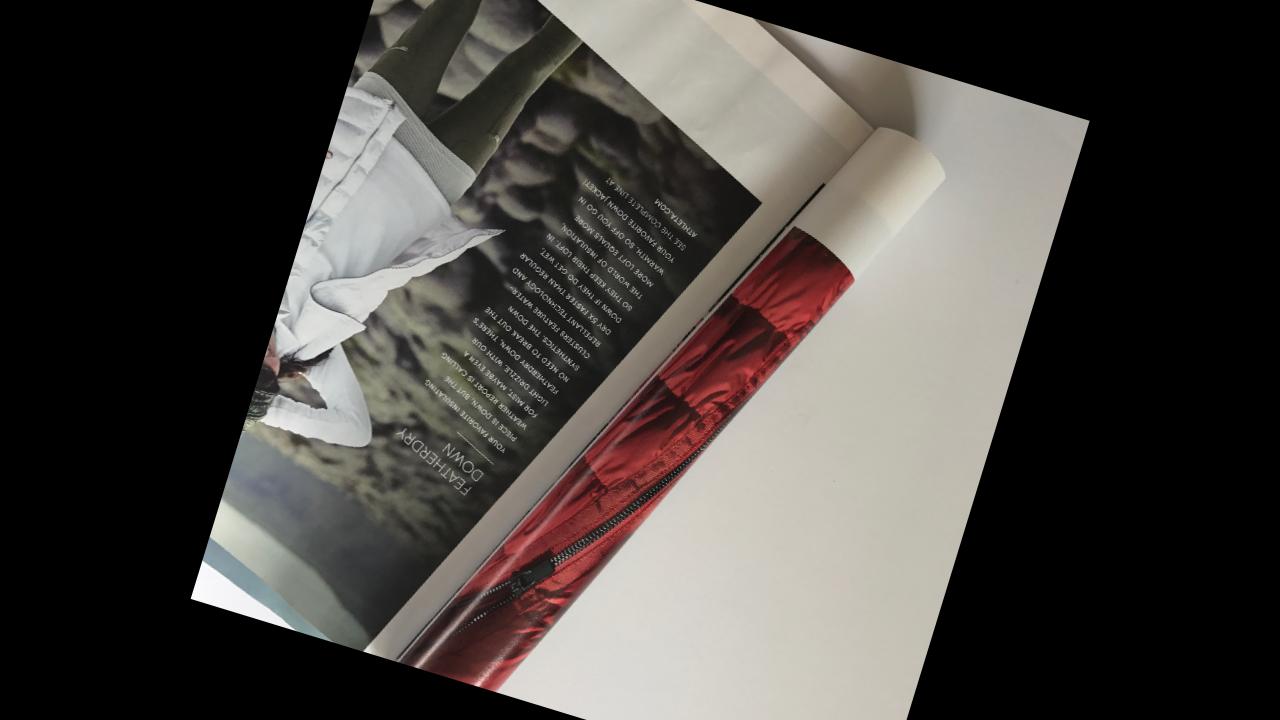 FEATHERDRY
DOWN
YOUR FAVORITE INSULATING
PIECE IS DOWN, BUT THE
WEATHER REPORT IS CALLING
FOR MIST, MAYBE EVEN A
LIGHT DRIZZLE. WITH OUR
FEATHERDRY DOWN, THERE'S
NO NEED TO BREAK OUT THE
SYNTHETICS. THE DOWN
CLUSTERS FEATURE WATER-
REPELLANT TECHNOLOGY AND
DRY 5X FASTER THAN REGULAR
DOWN IF THEY DO GET WET,
SO THEY KEEP THEIR LOFT. IN
THE WORLD OF INSULATION,
MORE LOFT EQUALS MORE
WARMTH, SO OFF YOU GO IN
YOUR FAVORITE DOWN JACKET!
SEE THE COMPLETE LINE AT
ATHLETA.COM